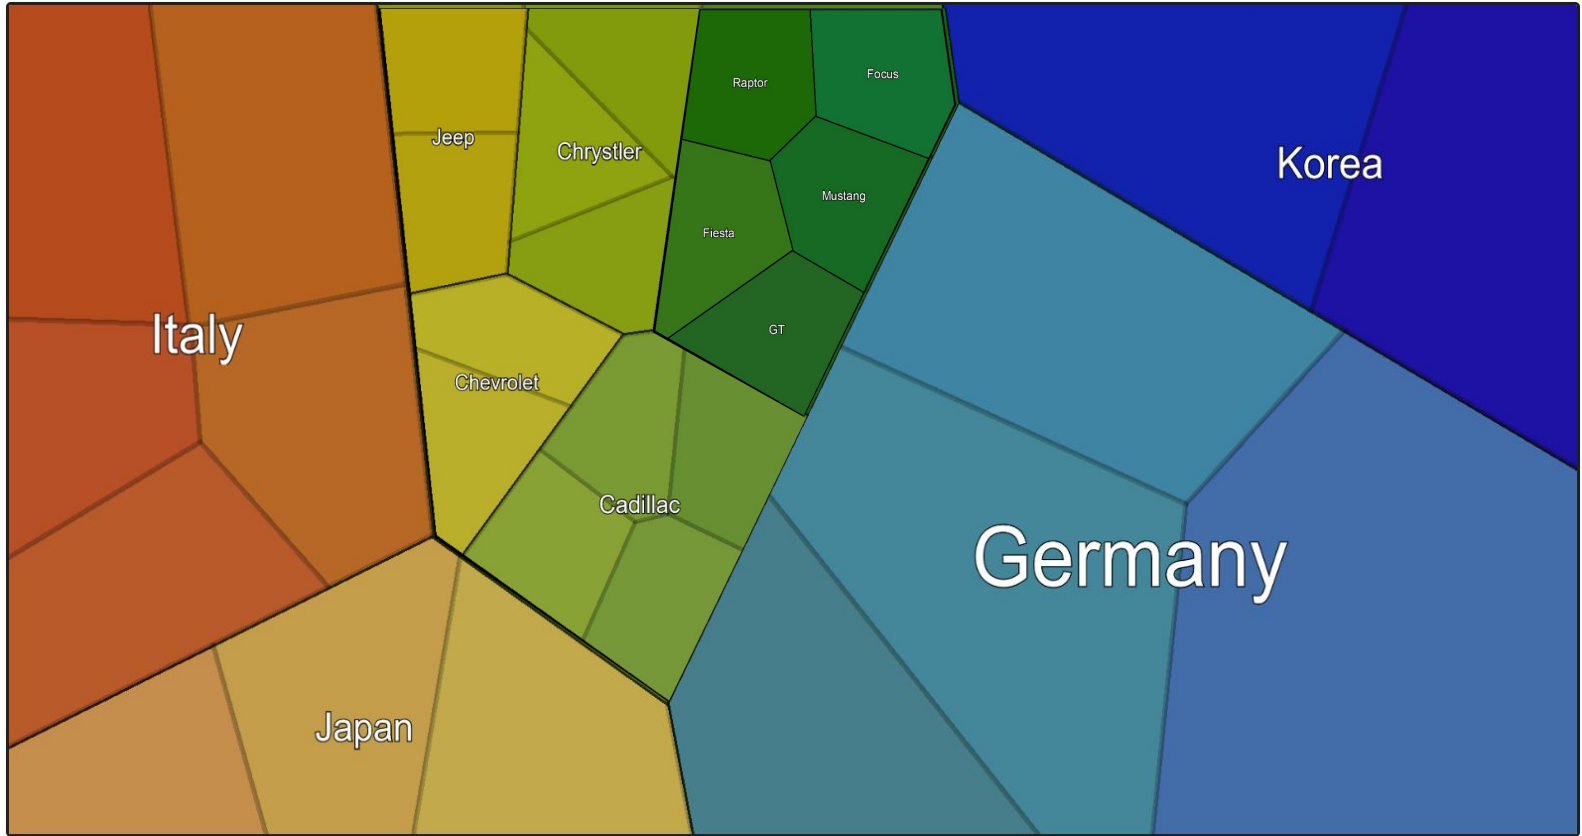 Raptor
Focus
Jeep
Chrystler
Mustang
Fiesta
Korea
Italy
GT
Chevrolet
Cadillac
Germany
Japan